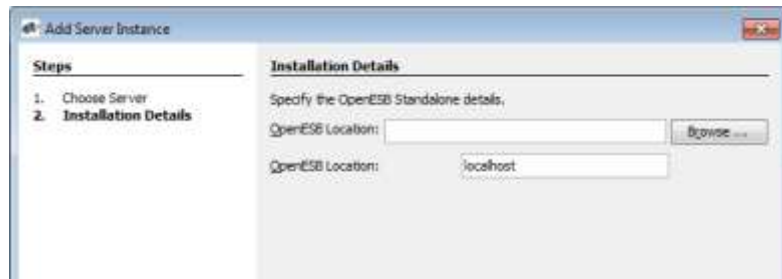 Add Server Instance
Steps
1. Choose Server
2. Installation Details
Installation Details
Specify the OpenESB Standalone details.
OpenESB Location:
Browse ...
OpenESB Location: localhost